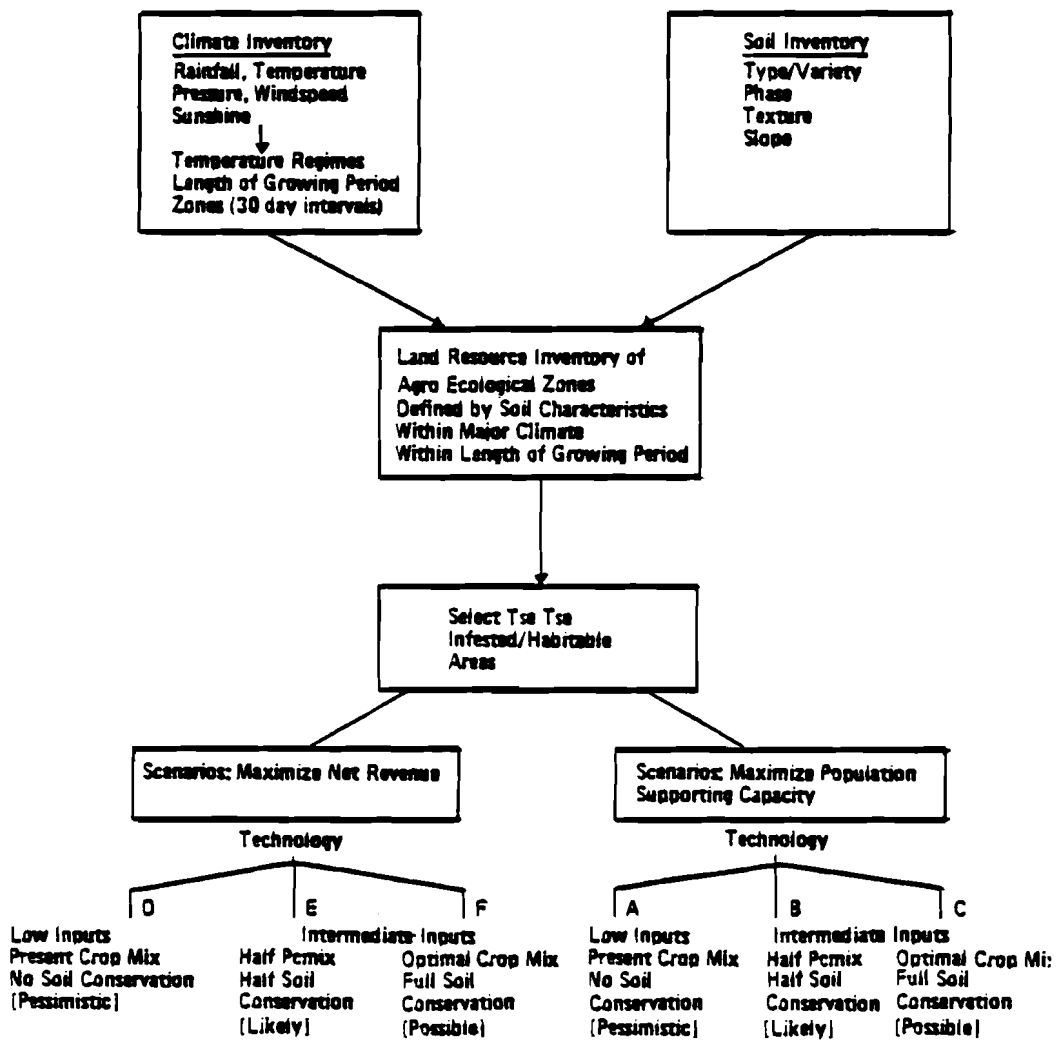 Climate Inventory
Rainfall, Temperature
Pressure, Windspeed
Sunshine
Temperature Regimes
Length of Growing Period
Zones (30 day intervals)
Soil Inventory
Type/Variety
Phase
Texture
Slope
Land Resource Inventory of
Agro Ecological Zones
Defined by Soil Characteristics
Within Major Climate
Within Length of Growing Period
Select Tse Tse
Infested/Habitable
Areas
Scenarios: Maximize Net Revenue
Scenarios: Maximize Population
Supporting Capacity
Technology
D
E
F
Low Inputs
Present Crop Mix
No Soil Conservation
[Pessimistic]
Intermediate Inputs
Half Pcmix
Half Soil
Conservation
[Likely]
Optimal Crop Mix
Full Soil
Conservation
[Possible]
Technology
A
B
C
Low Inputs
Present Crop Mix
No Soil
Conservation
[Pessimistic]
Intermediate Inputs
Half Pcmix
Half Soil
Conservation
[Likely]
Optimal Crop Mi
Full Soil
Conservation
[Possible]